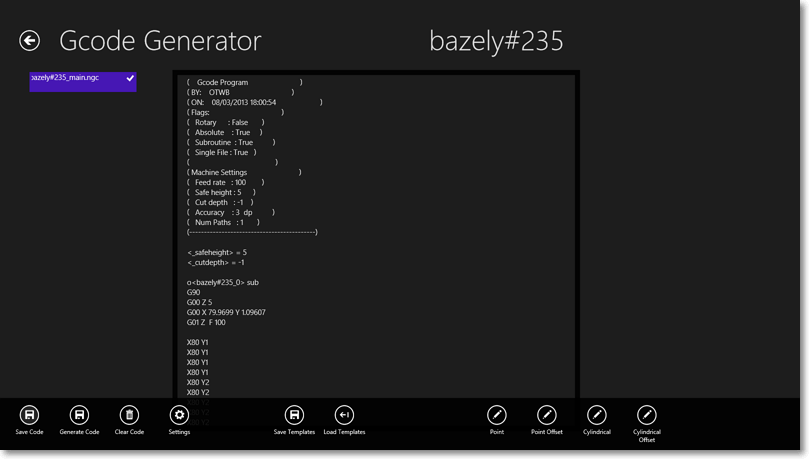 Gcode Generator
bazely#235
bazely#235_main.ngc
( Gcode Program )
( BY: OTWB )
( ON: 08/03/2013 18:00:54 )
( Flags: )
( Rotary : False )
( Absolute : True )
( Subroutine : True )
( Single File : True )
( )
( Machine Settings )
( Feed rate : 100 )
( Safe height : 5 )
( Cut depth : -1 )
( Accuracy : 3 dp )
( Num Paths : 1 )
(-------------------------------------------)
<_safeheight> = 5
<_cutdepth> = -1
o<bazely#235_0> sub
G90
G00 Z 5
G00 X 79.9699 Y 1.09607
G01 Z F 100
X80 Y1
X80 Y1
X80 Y1
X80 Y1
X80 Y2
X80 Y2
Save Code
Generate Code
Clear Code
Settings
Save Templates
Load Templates
Point
Point Offset
Cylindrical
Cylindrical
Offset